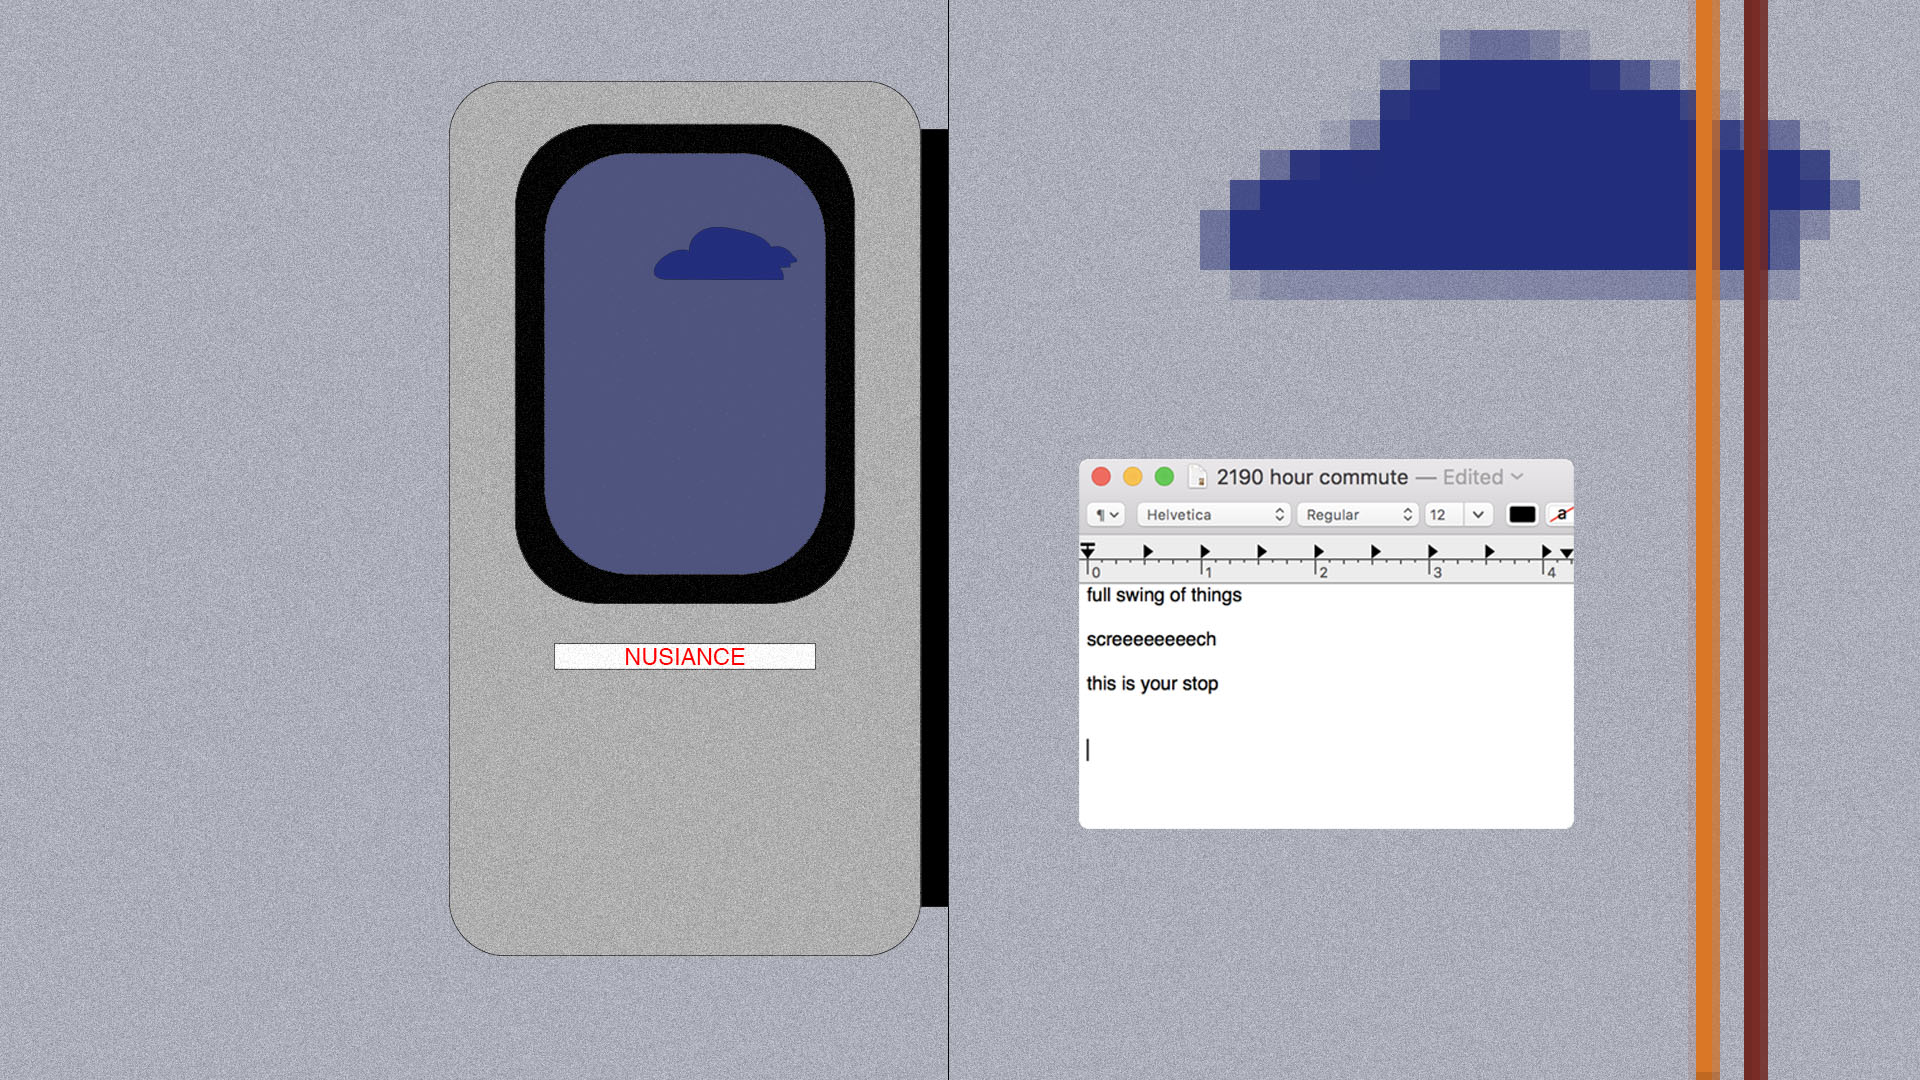 NUSIANCE
2190 hour commute — Edited
¶ Helvetica Regular 12 a
0 1 2 3 4
full swing of things
screeeeeeeech
this is your stop